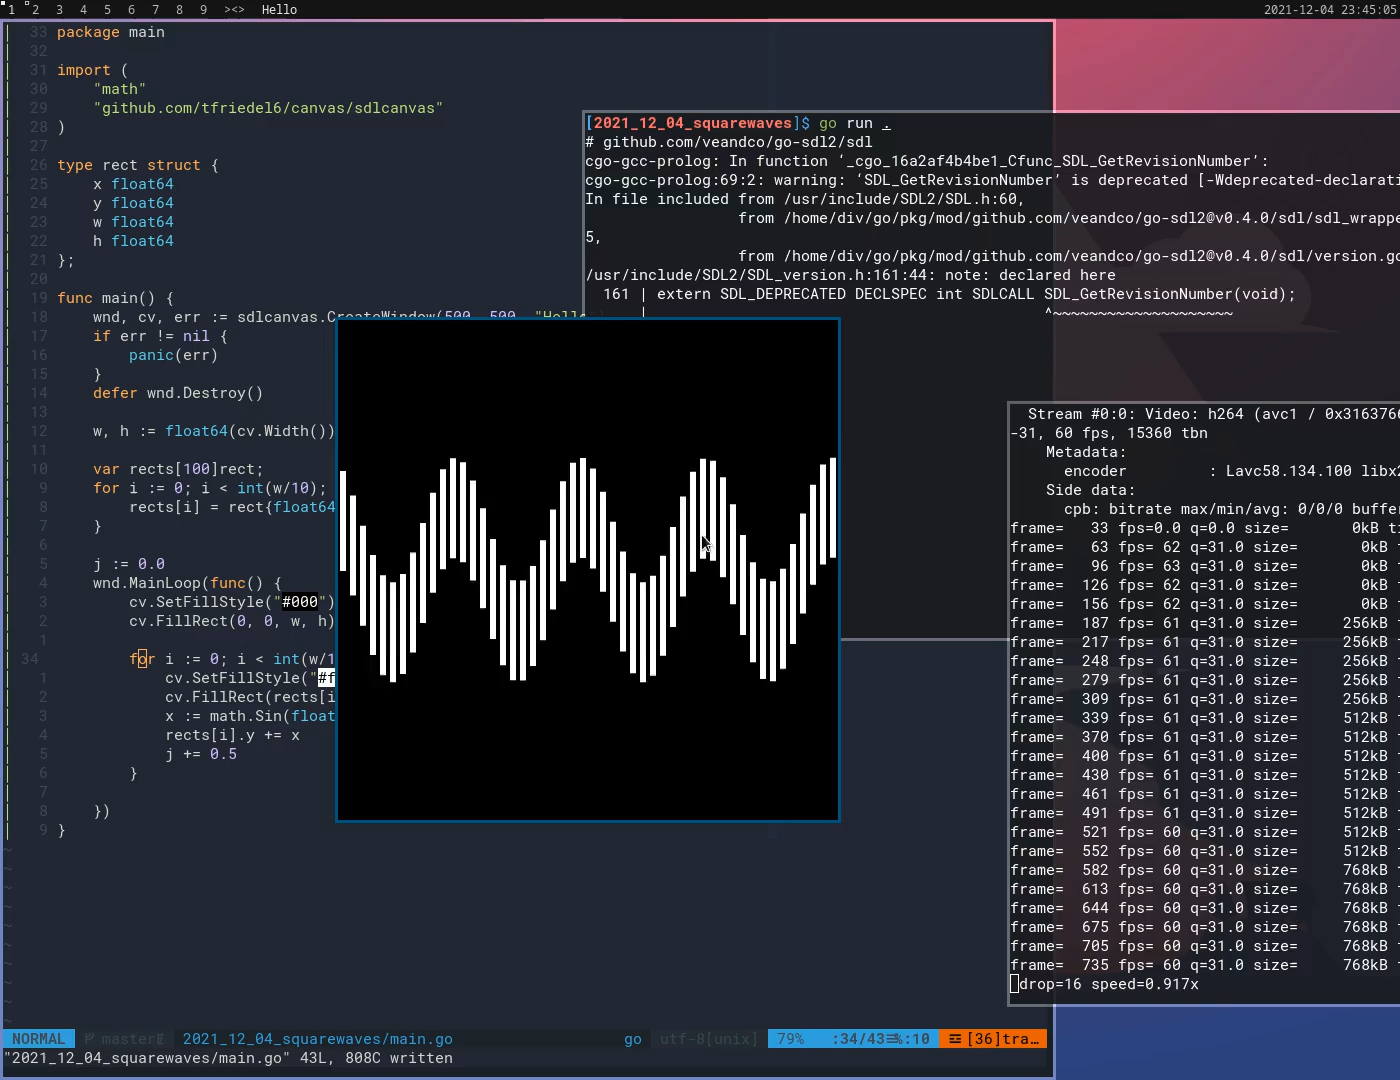 1 2 3 4 5 6 7 8 9 ><> Hello 2021-12-04 23:45:05
33 package main
32
31 import (
30 "math"
29 "github.com/tfriedel6/canvas/sdlcanvas"
28 )
27
26 type rect struct {
25 x float64
24 y float64
23 w float64
22 h float64
21 };
20
19 func main() {
18 wnd, cv, err := sdlcanvas.CreateWindow(500, 500, "Hello
17 if err != nil {
16 panic(err)
15 }
14 defer wnd.Destroy()
13
12 w, h := float64(cv.Width())
11
10 var rects[100]rect;
9 for i := 0; i < int(w/10);
8 rects[i] = rect{float64
7 }
6
5 j := 0.0
4 wnd.MainLoop(func() {
3 cv.SetFillStyle("#000")
2 cv.FillRect(0, 0, w, h)
1
34 for i := 0; i < int(w/1
1 cv.SetFillStyle("#f
2 cv.FillRect(rects[i
3 x := math.Sin(float
4 rects[i].y += x
5 j += 0.5
6 }
7
8 })
9 }
NORMAL master 2021_12_04_squarewaves/main.go go utf-8[unix] 79% :34/43 :10 [36]tra…
"2021_12_04_squarewaves/main.go" 43L, 808C written
[2021_12_04_squarewaves]$ go run .
# github.com/veandco/go-sdl2/sdl
cgo-gcc-prolog: In function ‘_cgo_16a2af4b4be1_Cfunc_SDL_GetRevisionNumber’:
cgo-gcc-prolog:69:2: warning: ‘SDL_GetRevisionNumber’ is deprecated [-Wdeprecated-declarati
In file included from /usr/include/SDL2/SDL.h:60,
from /home/div/go/pkg/mod/github.com/veandco/go-sdl2@v0.4.0/sdl/sdl_wrappe
5,
from /home/div/go/pkg/mod/github.com/veandco/go-sdl2@v0.4.0/sdl/version.go
/usr/include/SDL2/SDL_version.h:161:44: note: declared here
161 | extern SDL_DEPRECATED DECLSPEC int SDLCALL SDL_GetRevisionNumber(void);
| ^~~~~~~~~~~~~~~~~~~~~
Stream #0:0: Video: h264 (avc1 / 0x3163766
-31, 60 fps, 15360 tbn
Metadata:
encoder : Lavc58.134.100 libx2
Side data:
cpb: bitrate max/min/avg: 0/0/0 buffer
frame= 33 fps=0.0 q=0.0 size= 0kB ti
frame= 63 fps= 62 q=31.0 size= 0kB t
frame= 96 fps= 63 q=31.0 size= 0kB t
frame= 126 fps= 62 q=31.0 size= 0kB t
frame= 156 fps= 62 q=31.0 size= 0kB t
frame= 187 fps= 61 q=31.0 size= 256kB t
frame= 217 fps= 61 q=31.0 size= 256kB t
frame= 248 fps= 61 q=31.0 size= 256kB t
frame= 279 fps= 61 q=31.0 size= 256kB t
frame= 309 fps= 61 q=31.0 size= 256kB t
frame= 339 fps= 61 q=31.0 size= 512kB t
frame= 370 fps= 61 q=31.0 size= 512kB t
frame= 400 fps= 61 q=31.0 size= 512kB t
frame= 430 fps= 61 q=31.0 size= 512kB t
frame= 461 fps= 61 q=31.0 size= 512kB t
frame= 491 fps= 61 q=31.0 size= 512kB t
frame= 521 fps= 60 q=31.0 size= 512kB t
frame= 552 fps= 60 q=31.0 size= 512kB t
frame= 582 fps= 60 q=31.0 size= 768kB t
frame= 613 fps= 60 q=31.0 size= 768kB t
frame= 644 fps= 60 q=31.0 size= 768kB t
frame= 675 fps= 60 q=31.0 size= 768kB t
frame= 705 fps= 60 q=31.0 size= 768kB t
frame= 735 fps= 60 q=31.0 size= 768kB t
drop=16 speed=0.917x